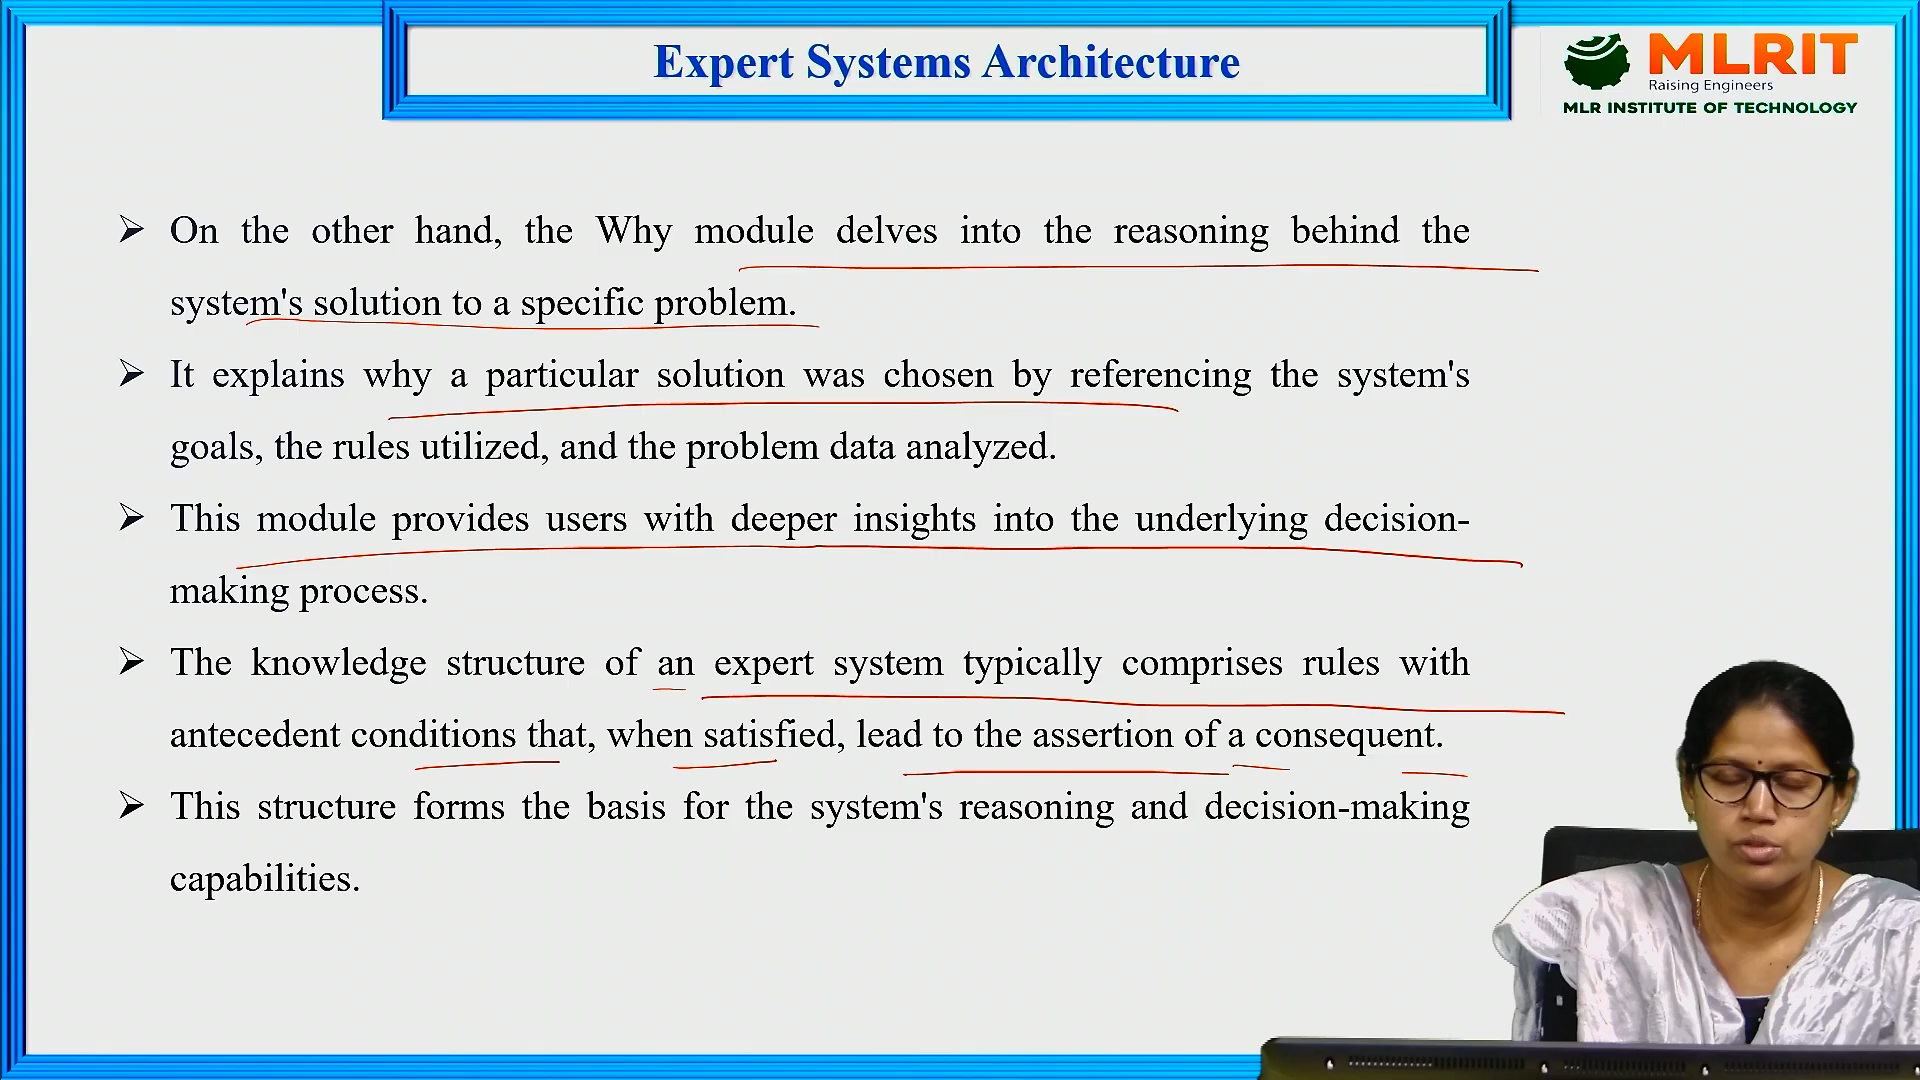 Expert Systems Architecture
MLRIT
Raising Engineers
MLR INSTITUTE OF TECHNOLOGY
➢ On the other hand, the Why module delves into the reasoning behind the
system's solution to a specific problem.
➢ It explains why a particular solution was chosen by referencing the system's
goals, the rules utilized, and the problem data analyzed.
➢ This module provides users with deeper insights into the underlying decision-
making process.
➢ The knowledge structure of an expert system typically comprises rules with
antecedent conditions that, when satisfied, lead to the assertion of a consequent.
➢ This structure forms the basis for the system's reasoning and decision-making
capabilities.